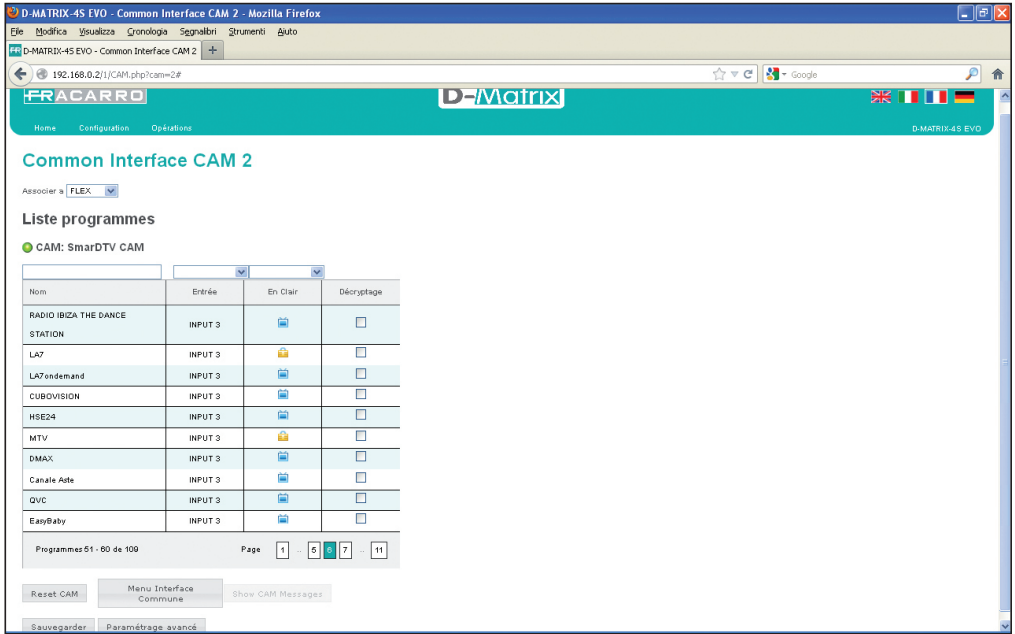 D-MATRIX-4S EVO - Common Interface CAM 2 - Mozilla Firefox
File Modifica Visualizza Cronologia Segnalibri Strumenti Aiuto
FR D-MATRIX-4S EVO - Common Interface CAM 2 +
192.168.0.2/1/CAM.php?cam=2# Google
FRACARRO D-Matrix
Home Configuration Opérations D-MATRIX-4S EVO
Common Interface CAM 2
Associer a FLEX
Liste programmes
CAM: SmarDTV CAM
Nom Entrée En Clair Décryptage
RADIO IBIZA THE DANCE
STATION INPUT 3
LA7 INPUT 3
LA7ondemand INPUT 3
CUBOVISION INPUT 3
HSE24 INPUT 3
MTV INPUT 3
DMAX INPUT 3
Canale Aste INPUT 3
QVC INPUT 3
EasyBaby INPUT 3
Programmes 51 - 60 de 109 Page 1 .. 5 6 7 .. 11
Reset CAM Menu Interface Commune Show CAM Messages
Sauvegarder Paramétrage avancé